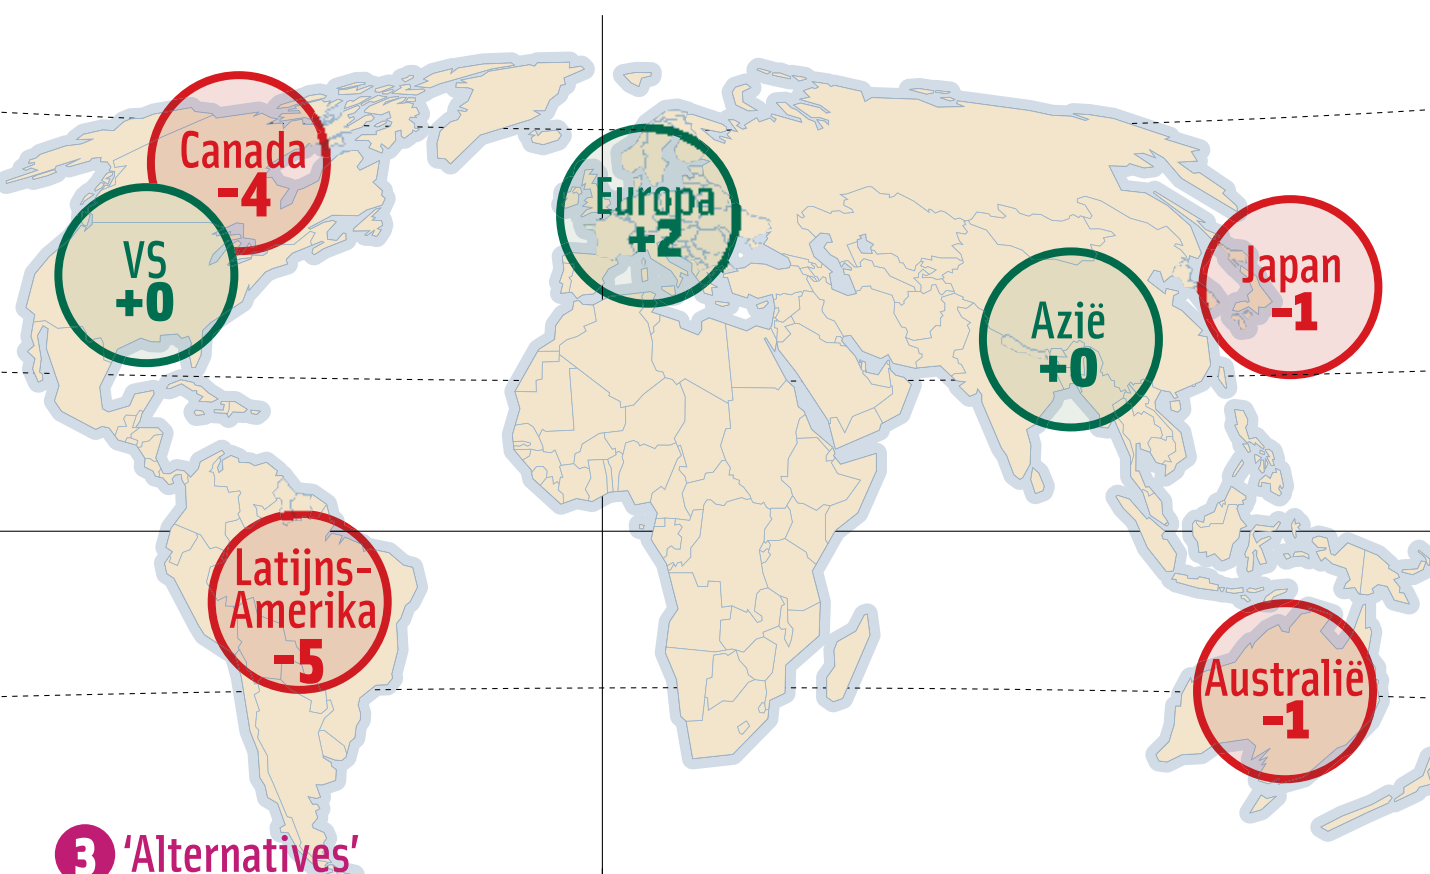 Canada
-4
VS
+0
Europa
+2
Azië
+0
Japan
-1
Latijns-
Amerika
-5
Australië
-1
3 ‘Alternatives’